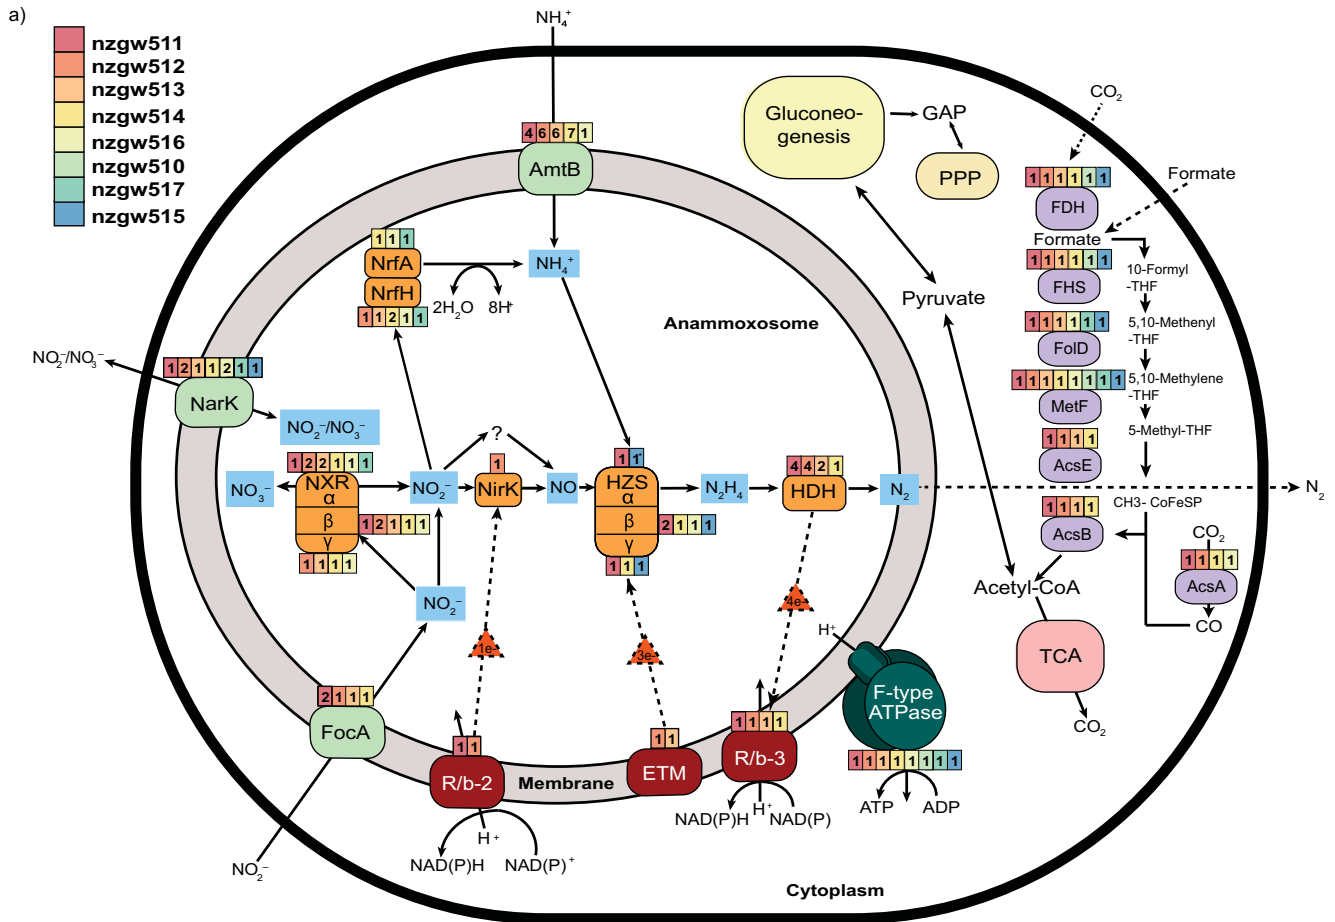 a)
nzgw511
nzgw512
nzgw513
nzgw514
nzgw516
nzgw510
nzgw517
nzgw515
NH₄⁺
4 6 6 7 1
AmtB
NH₄⁺
1 1 1
NrfA
NrfH
1 1 2 1 1
2H₂O
8H⁺
Anammoxosome
NO₂⁻/NO₃⁻
1 2 1 1 2 1 1
NarK
NO₂⁻/NO₃⁻
NO₃⁻
1 2 2 1 1 1
NXR
α
β
γ
1 2 1 1 1
1 1 1 1
NO₂⁻
?
1
NirK
NO
1 1
HZS
α
β
γ
2 1 1 1
1 1 1
N₂H₄
4 4 2 1
HDH
N₂
N₂
NO₂⁻
1e-
3e-
4e-
2 1 1 1
FocA
NO₂⁻
1 1
R/b-2
H⁺
NAD(P)H
NAD(P)⁺
Membrane
1 1
ETM
1 1 1 1
R/b-3
NAD(P)H
H⁺
NAD(P)
H⁺
F-type
ATPase
1 1 1 1 1 1 1 1
ATP
ADP
Cytoplasm
Gluconeo-
genesis
GAP
PPP
Pyruvate
Acetyl-CoA
TCA
CO₂
CO₂
1 1 1 1 1 1
FDH
Formate
Formate
1 1 1 1 1 1
FHS
10-Formyl
-THF
1 1 1 1 1 1
FolD
5,10-Methenyl
-THF
1 1 1 1 1 1 1 1
MetF
5,10-Methylene
-THF
1 1 1 1
AcsE
5-Methyl-THF
CH3- CoFeSP
1 1 1 1
AcsB
CO₂
1 1 1 1
AcsA
CO